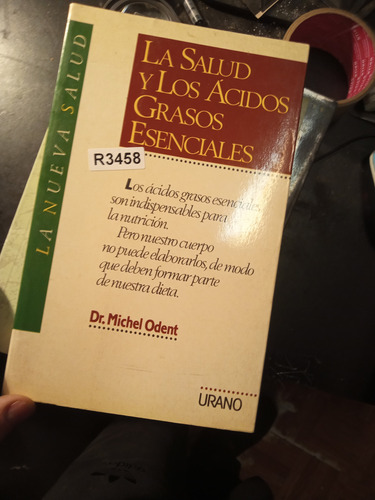 LA NUEVA SALUD
LA SALUD
Y LOS ÁCIDOS
GRASOS
ESENCIALES
R3458
Los ácidos grasos esenciales
son indispensables para
la nutrición.
Pero nuestro cuerpo
no puede elaborarlos, de modo
que deben formar parte
de nuestra dieta.
Dr. Michel Odent
URANO